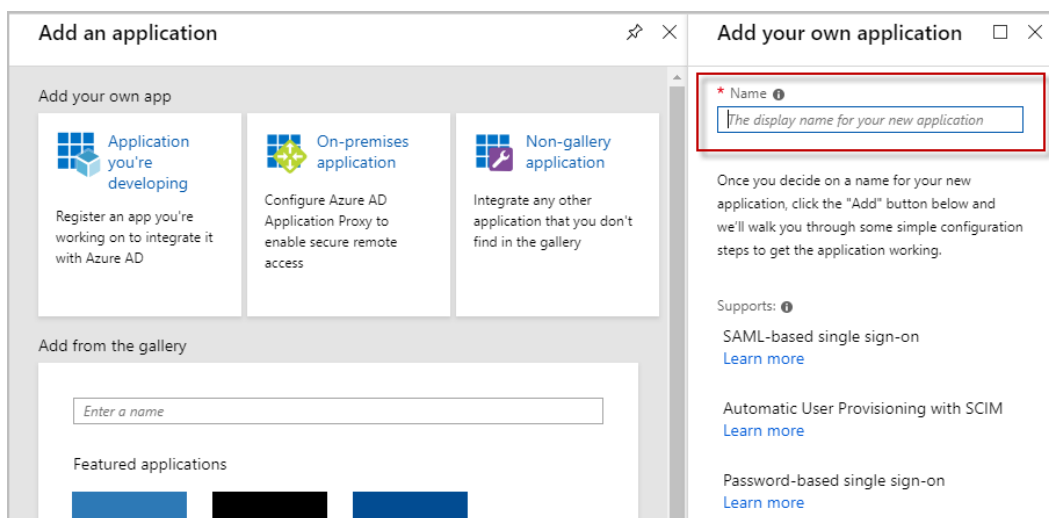 Add an application
Add your own app
Application
you're
developing
Register an app you're
working on to integrate it
with Azure AD
On-premises
application
Configure Azure AD
Application Proxy to
enable secure remote
access
Non-gallery
application
Integrate any other
application that you don't
find in the gallery
Add from the gallery
Enter a name
Featured applications
Add your own application
* Name
The display name for your new application
Once you decide on a name for your new
application, click the "Add" button below and
we'll walk you through some simple configuration
steps to get the application working.
Supports:
SAML-based single sign-on
Learn more
Automatic User Provisioning with SCIM
Learn more
Password-based single sign-on
Learn more